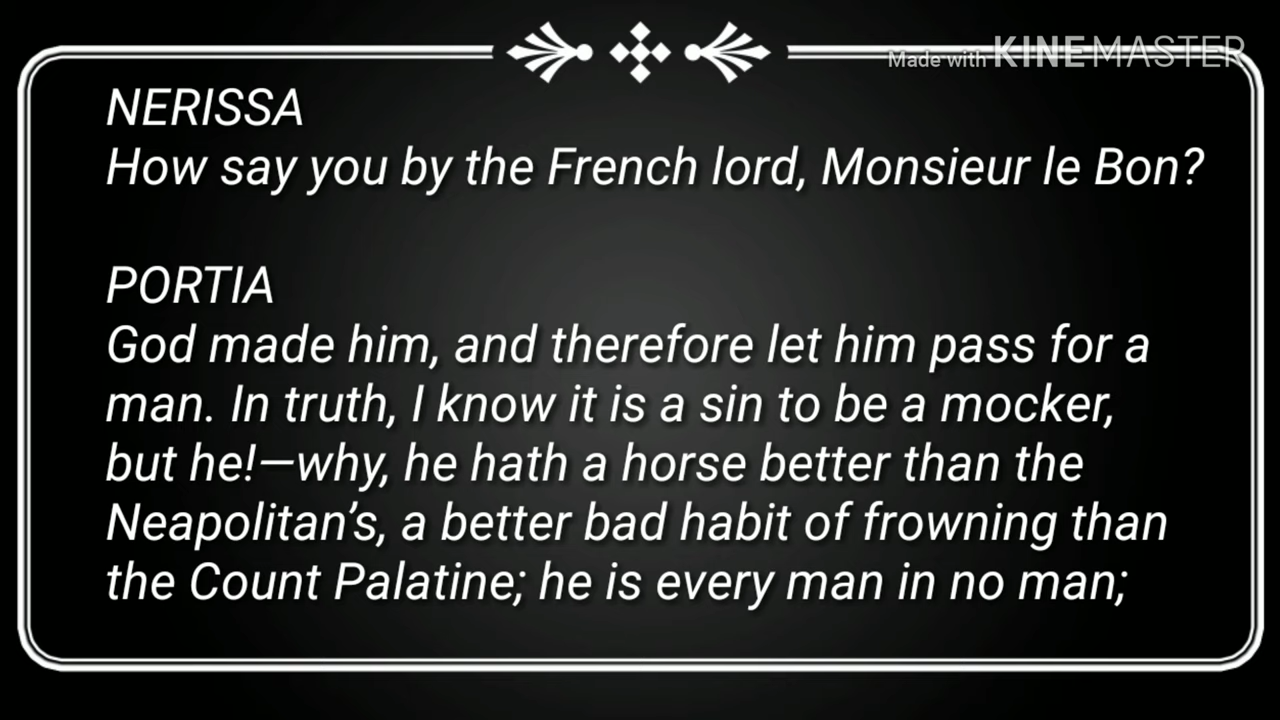 Made with KINEMASTER
NERISSA
How say you by the French lord, Monsieur le Bon?
PORTIA
God made him, and therefore let him pass for a
man. In truth, I know it is a sin to be a mocker,
but he!—why, he hath a horse better than the
Neapolitan’s, a better bad habit of frowning than
the Count Palatine; he is every man in no man;